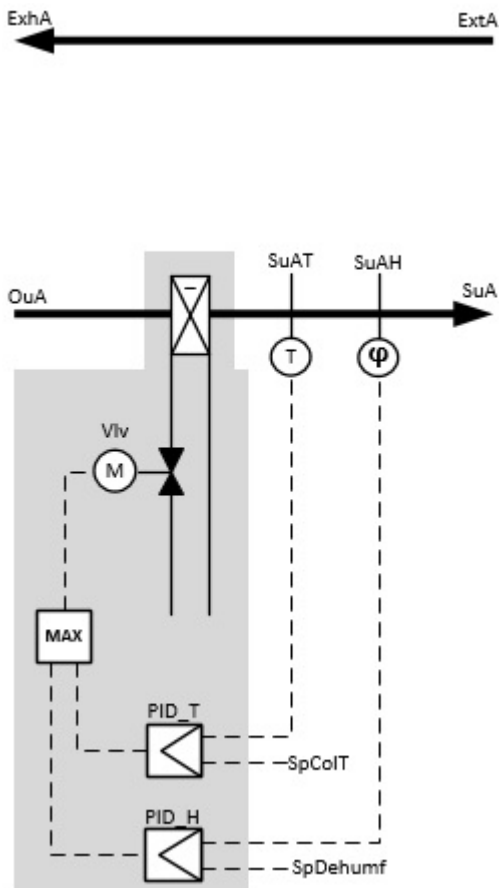 ExhA
ExtA
SuAT
SuAH
OuA
SuA
T
φ
Vlv
M
MAX
PID_T
SpColT
PID_H
SpDehumf